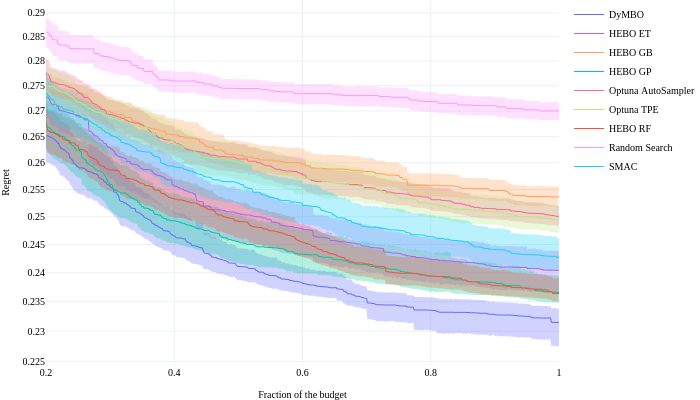 0.29
0.285
0.28
0.275
0.27
0.265
0.26
0.255
0.25
0.245
0.24
0.235
0.23
0.225
Regret
0.2
0.4
0.6
0.8
1
Fraction of the budget
DyMBO
HEBO ET
HEBO GB
HEBO GP
Optuna AutoSampler
Optuna TPE
HEBO RF
Random Search
SMAC